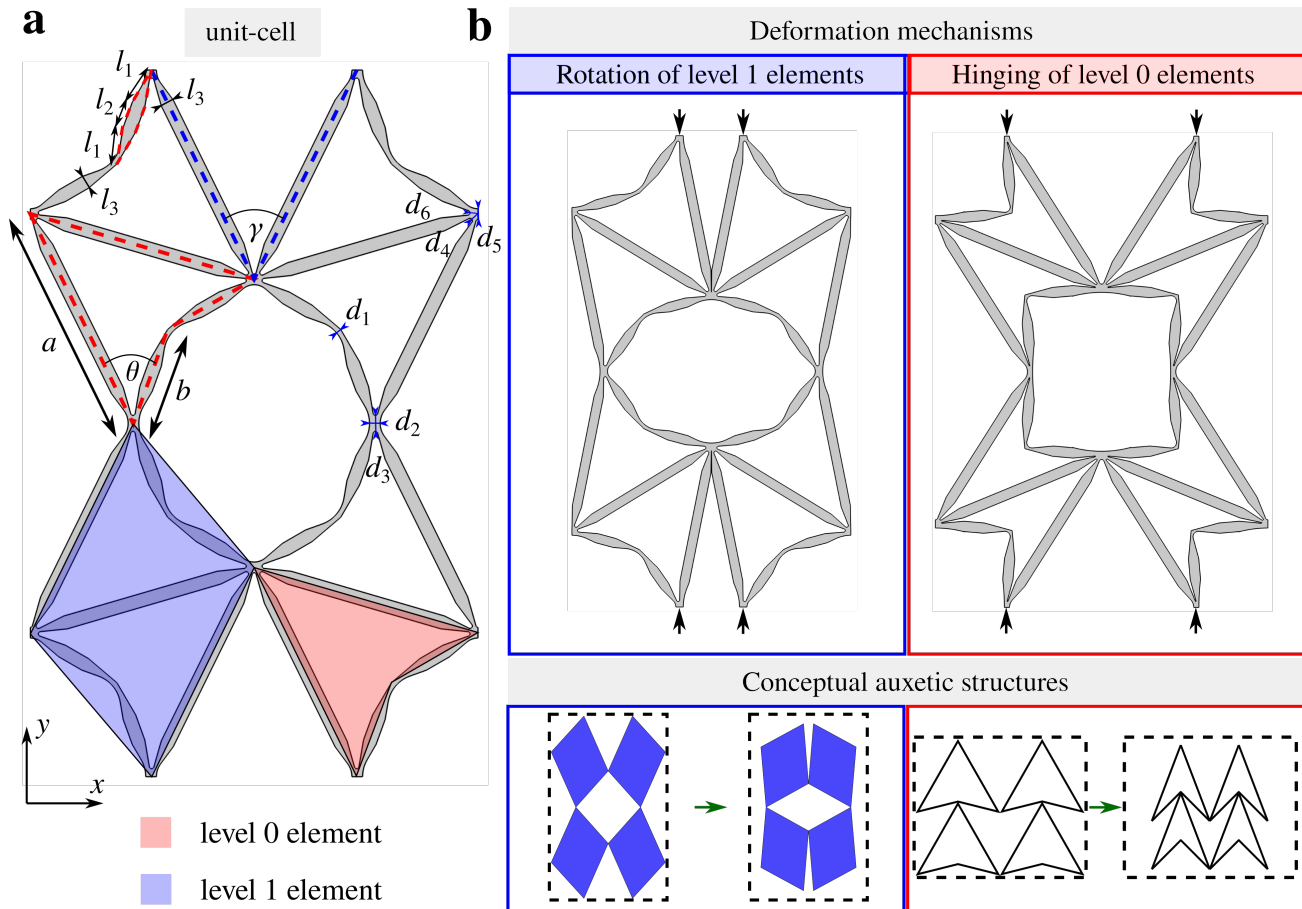 a
unit-cell
l1
l2
l1
l3
l3
γ
d6
d4
d5
a
θ
b
d1
d2
d3
y
x
level 0 element
level 1 element
b
Deformation mechanisms
Rotation of level 1 elements
Hinging of level 0 elements
Conceptual auxetic structures